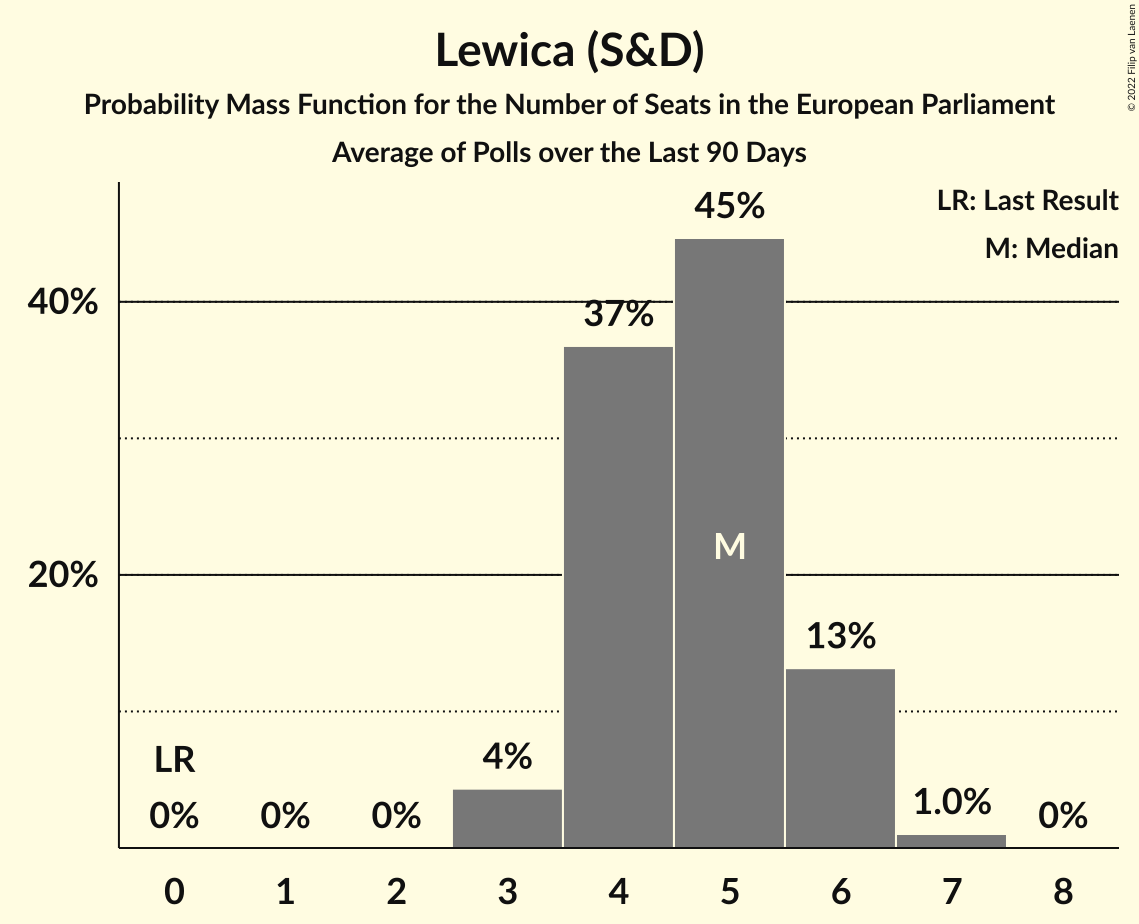 Lewica (S&D)
Probability Mass Function for the Number of Seats in the European Parliament
Average of Polls over the Last 90 Days
© 2022 Filip van Laenen
LR: Last Result
M: Median
45%
40%
37%
M
20%
13%
LR
4%
1.0%
0%
0%
0%
0%
0 1 2 3 4 5 6 7 8